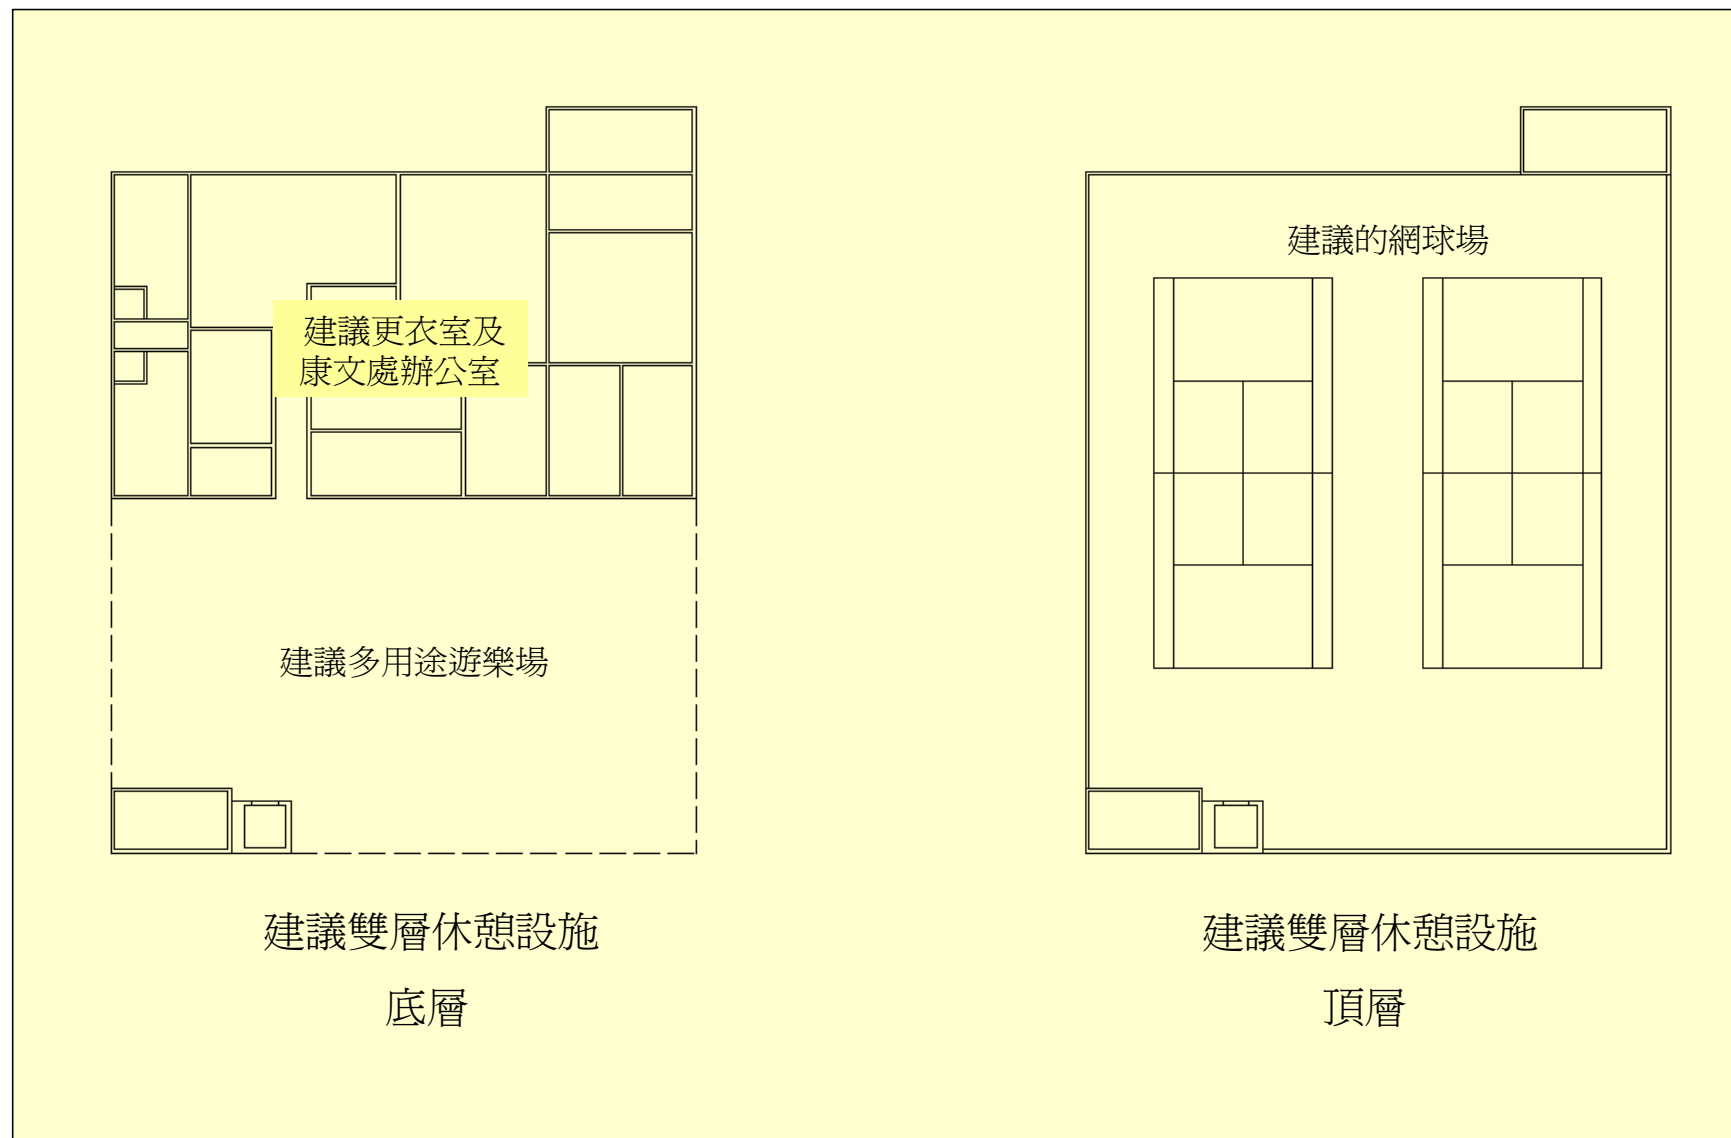 建議更衣室及
康文處辦公室
建議多用途遊樂場
建議雙層休憩設施
底層
建議的網球場
建議雙層休憩設施
頂層